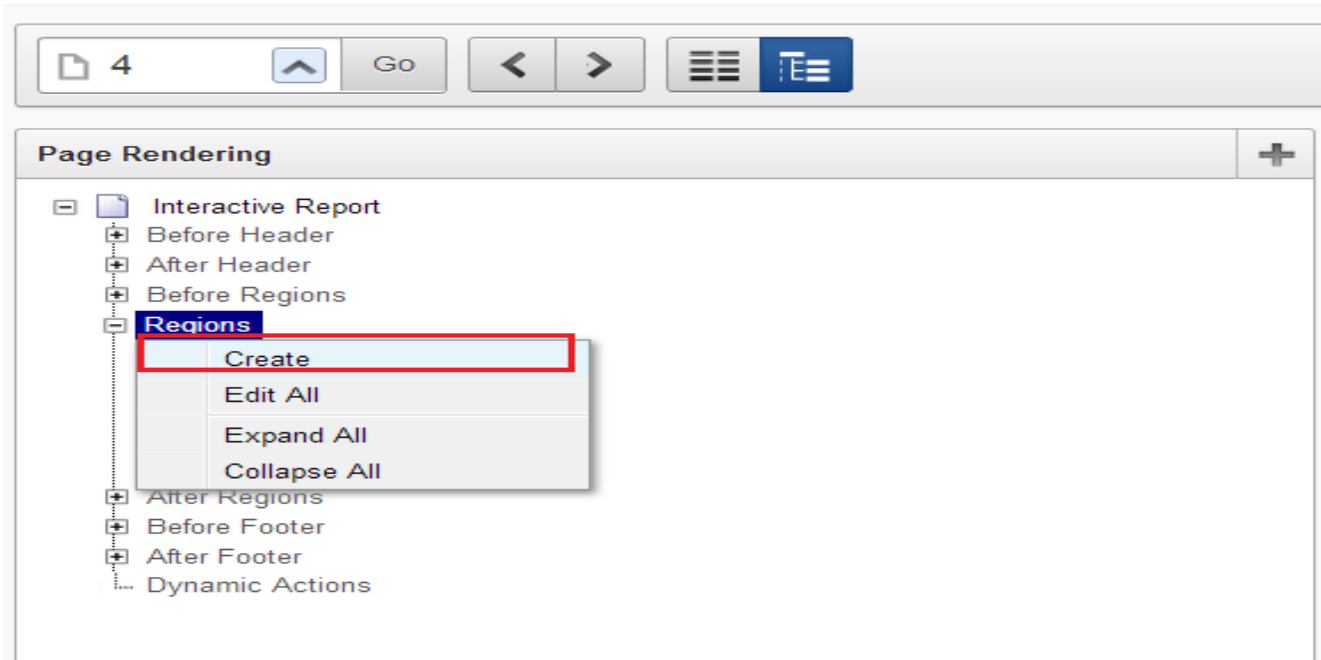 4 Go
Page Rendering
Interactive Report
Before Header
After Header
Before Regions
Regions
Create
Edit All
Expand All
Collapse All
After Regions
Before Footer
After Footer
Dynamic Actions